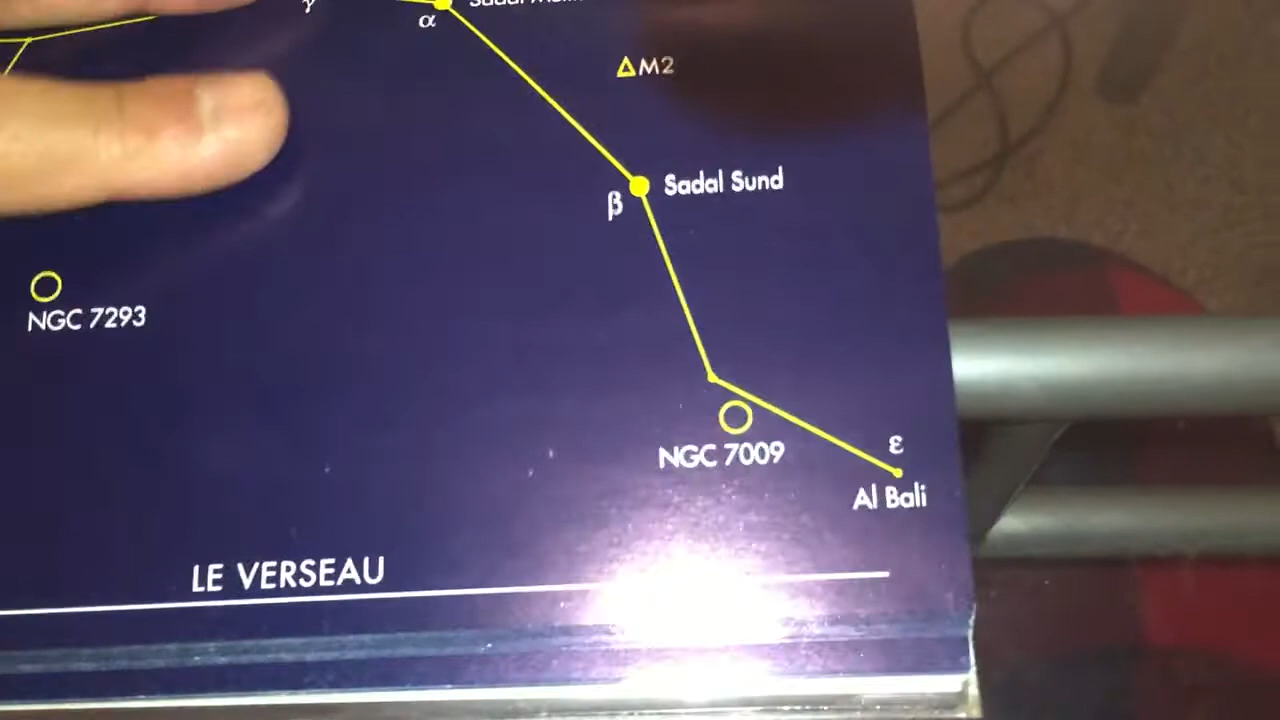 γ
α
M2
Sadal Sund
β
NGC 7293
NGC 7009
ε
Al Bali
LE VERSEAU